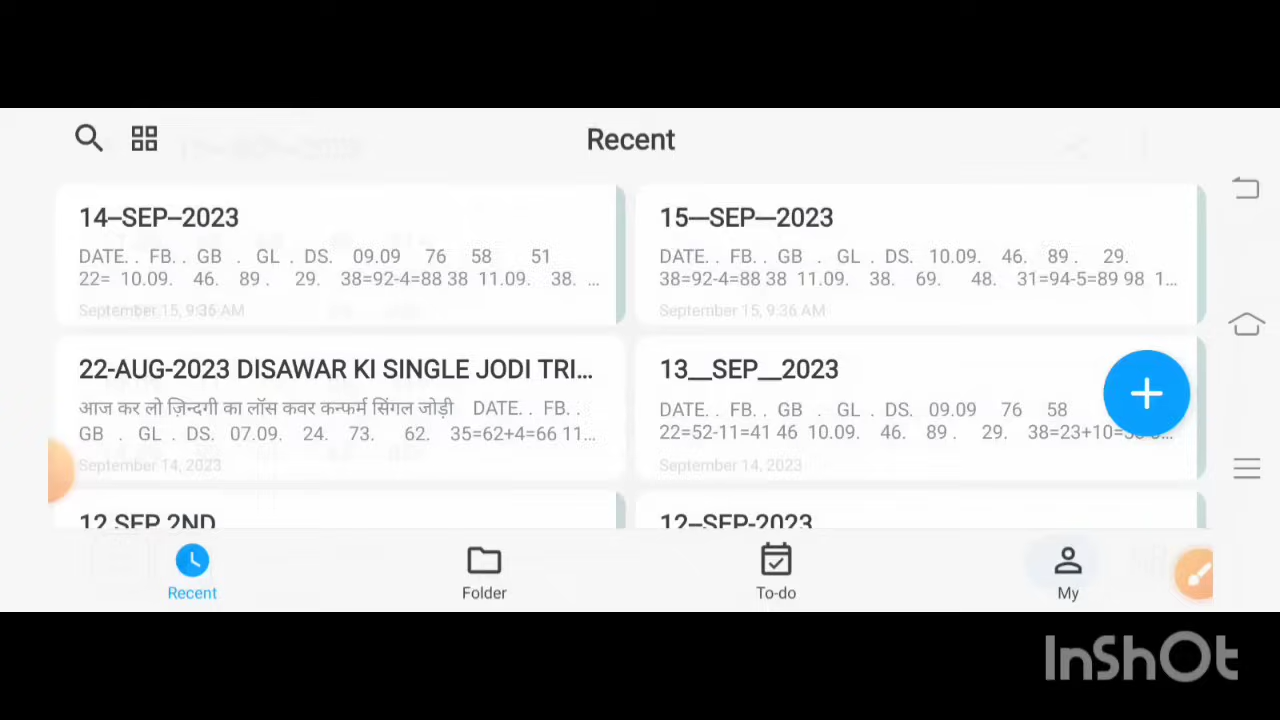 Recent
14–SEP–2023
DATE. . FB. . GB . GL . DS. 09.09 76 58 51
22= 10.09. 46. 89 . 29. 38=92-4=88 38 11.09. 38. ...
September 15, 9:36 AM
15—SEP—2023
DATE. . FB. . GB . GL . DS. 10.09. 46. 89 . 29.
38=92-4=88 38 11.09. 38. 69. 48. 31=94-5=89 98 1...
September 15, 9:36 AM
22-AUG-2023 DISAWAR KI SINGLE JODI TRI...
आज कर लो ज़िन्दगी का लॉस कवर कन्फर्म सिंगल जोड़ी DATE. . FB. .
GB . GL . DS. 07.09. 24. 73. 62. 35=62+4=66 11...
September 14, 2023
13__SEP__2023
DATE. . FB. . GB . GL . DS. 09.09 76 58
22=52-11=41 46 10.09. 46. 89 . 29. 38=23+10=
September 14, 2023
12 SEP 2ND
12–SEP-2023
Recent
Folder
To-do
My
InShOt